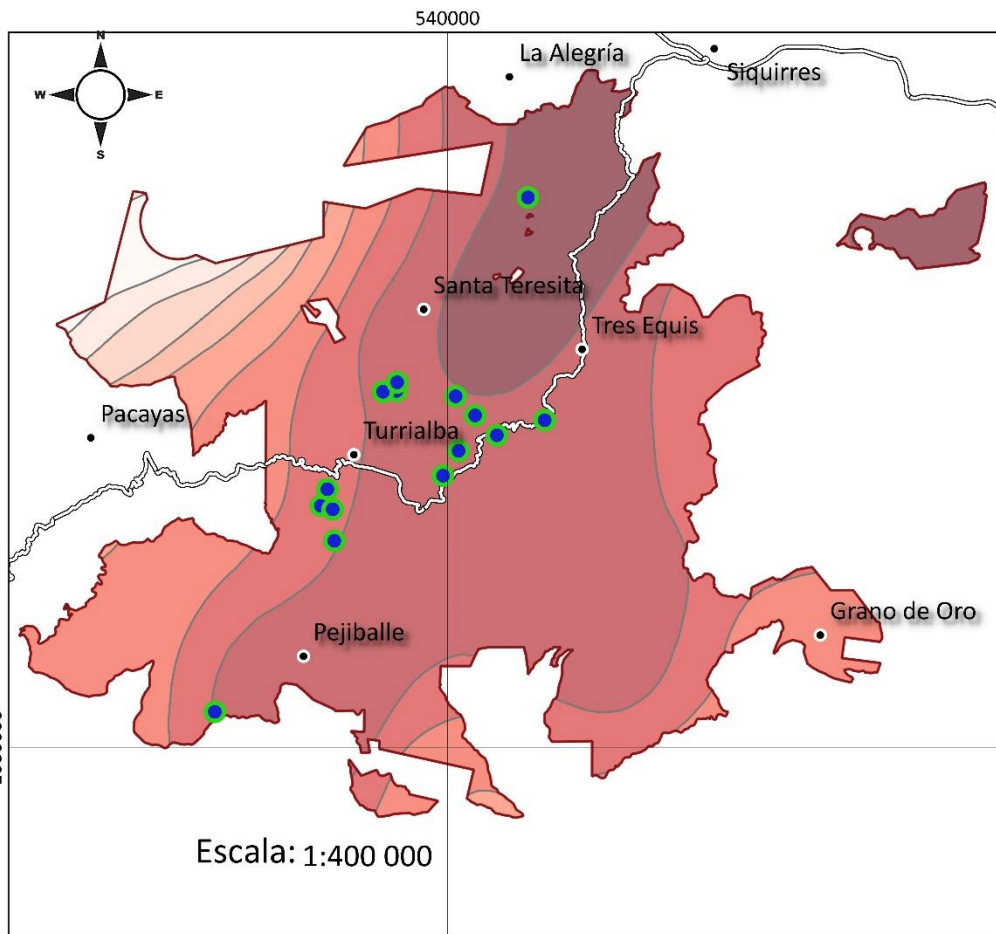 540000
N
W E
S
La Alegría
Siquirres
Santa Teresita
Tres Equis
Pacayas
Turrialba
Grano de Oro
Pejiballe
Escala: 1:400 000